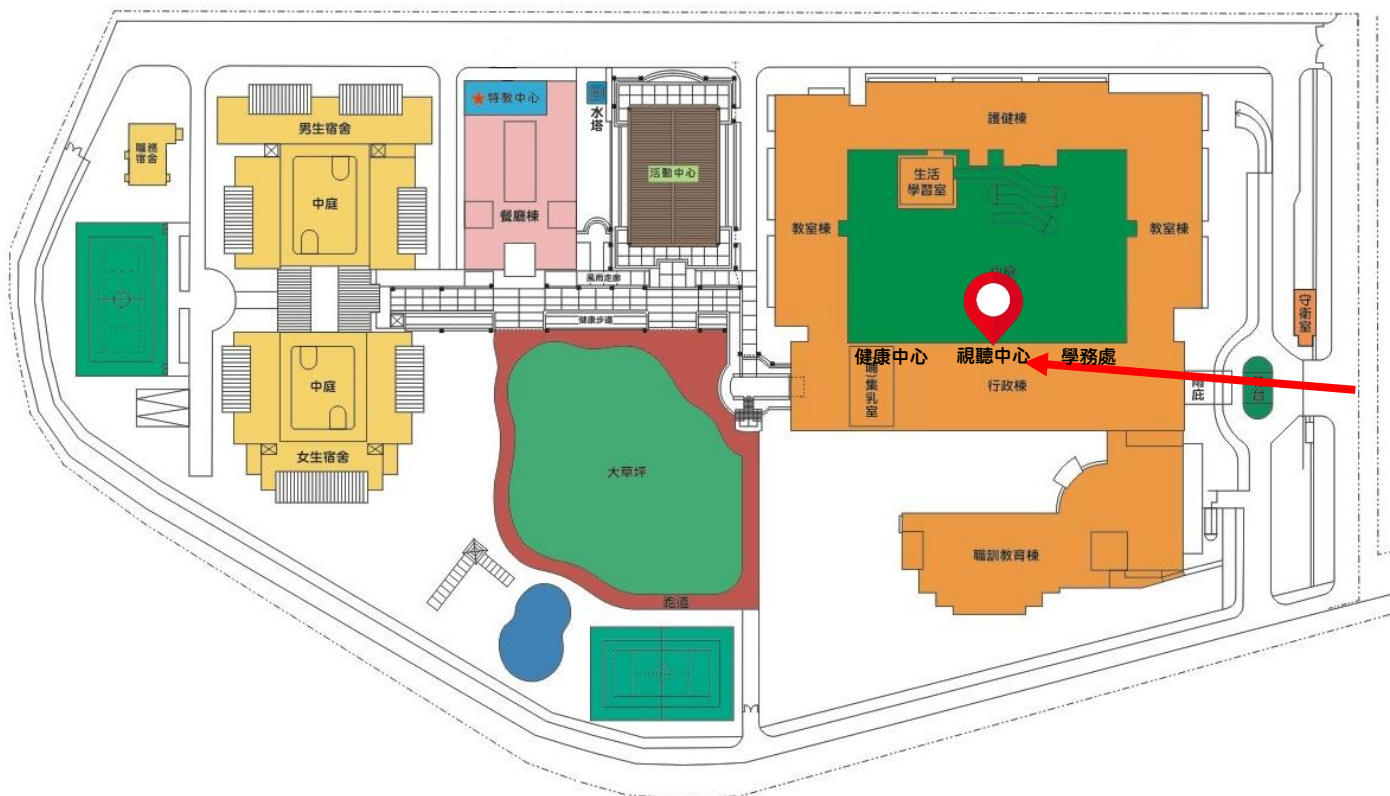 特教中心
水塔
男生宿舍
職務
宿舍
活動中心
護健棟
生活
學習室
中庭
餐廳棟
教室棟
教室棟
風雨走廊
守衛室
健康步道
健康中心
視聽中心
學務處
集乳室
行政棟
雨庇
中庭
女生宿舍
大草坪
職訓教育棟
跑道